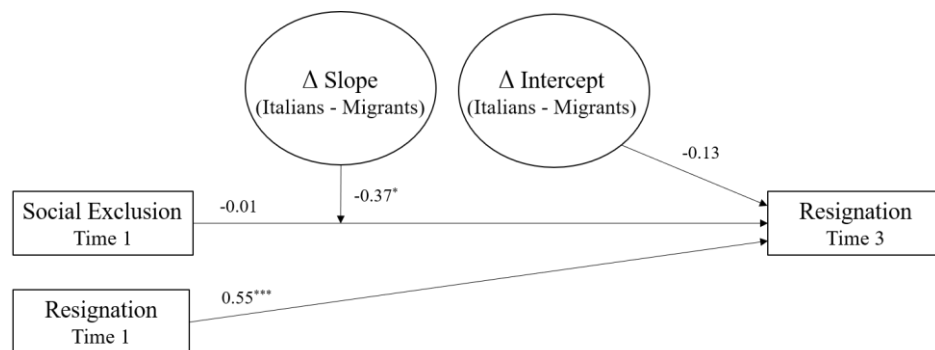 Δ Slope
(Italians - Migrants)
Δ Intercept
(Italians - Migrants)
-0.13
-0.37*
Social Exclusion
Time 1
-0.01
Resignation
Time 3
Resignation
Time 1
0.55***